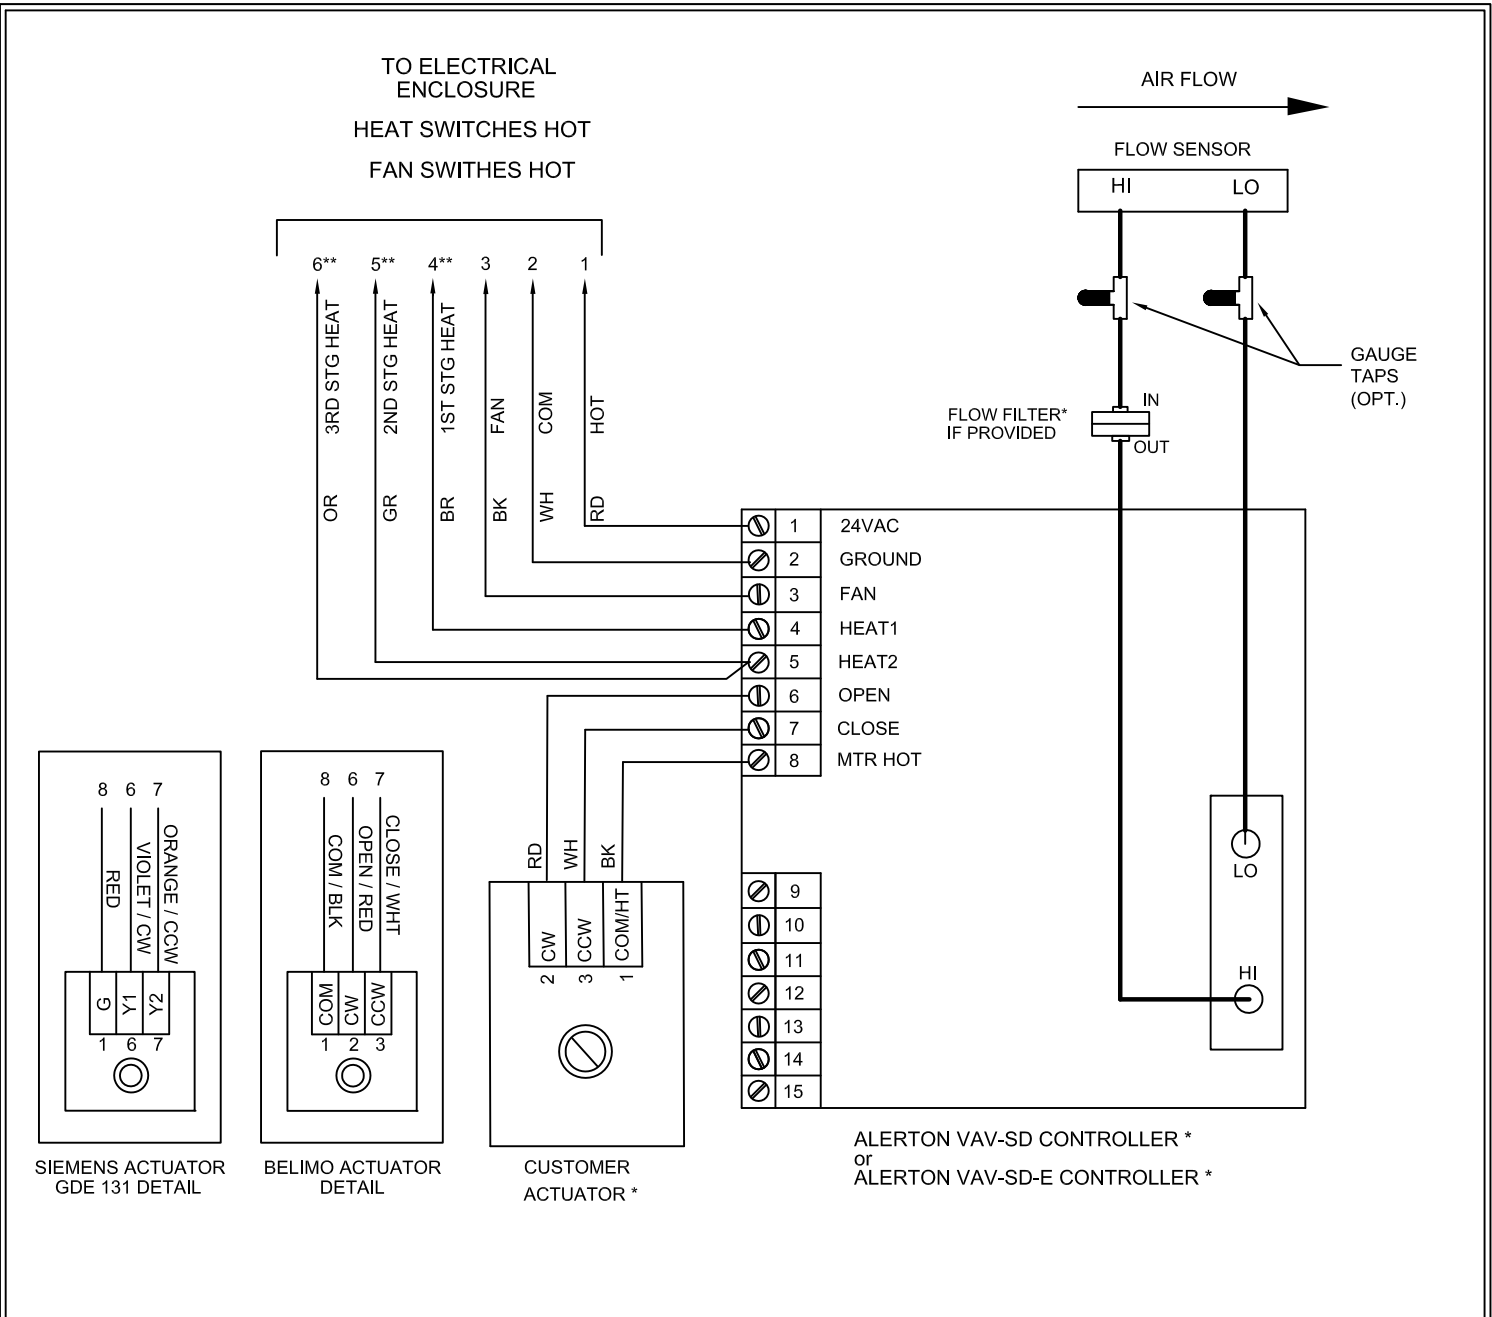 TO ELECTRICAL
ENCLOSURE
HEAT SWITCHES HOT
FAN SWITHES HOT
6** 5** 4** 3 2 1
3RD STG HEAT
2ND STG HEAT
1ST STG HEAT
FAN
COM
HOT
OR
GR
BR
BK
WH
RD
AIR FLOW
FLOW SENSOR
HI LO
GAUGE
TAPS
(OPT.)
FLOW FILTER*
IF PROVIDED
IN
OUT
1 24VAC
2 GROUND
3 FAN
4 HEAT1
5 HEAT2
6 OPEN
7 CLOSE
8 MTR HOT
9
10
11
12
13
14
15
LO
HI
ALERTON VAV-SD CONTROLLER *
or
ALERTON VAV-SD-E CONTROLLER *
8 6 7
RED
VIOLET / CW
ORANGE / CCW
G
Y1
Y2
1 6 7
SIEMENS ACTUATOR
GDE 131 DETAIL
8 6 7
COM / BLK
OPEN / RED
CLOSE / WHT
COM
CW
CCW
1 2 3
BELIMO ACTUATOR
DETAIL
RD
WH
BK
CW
CCW
COM/HT
2
3
1
CUSTOMER
ACTUATOR *